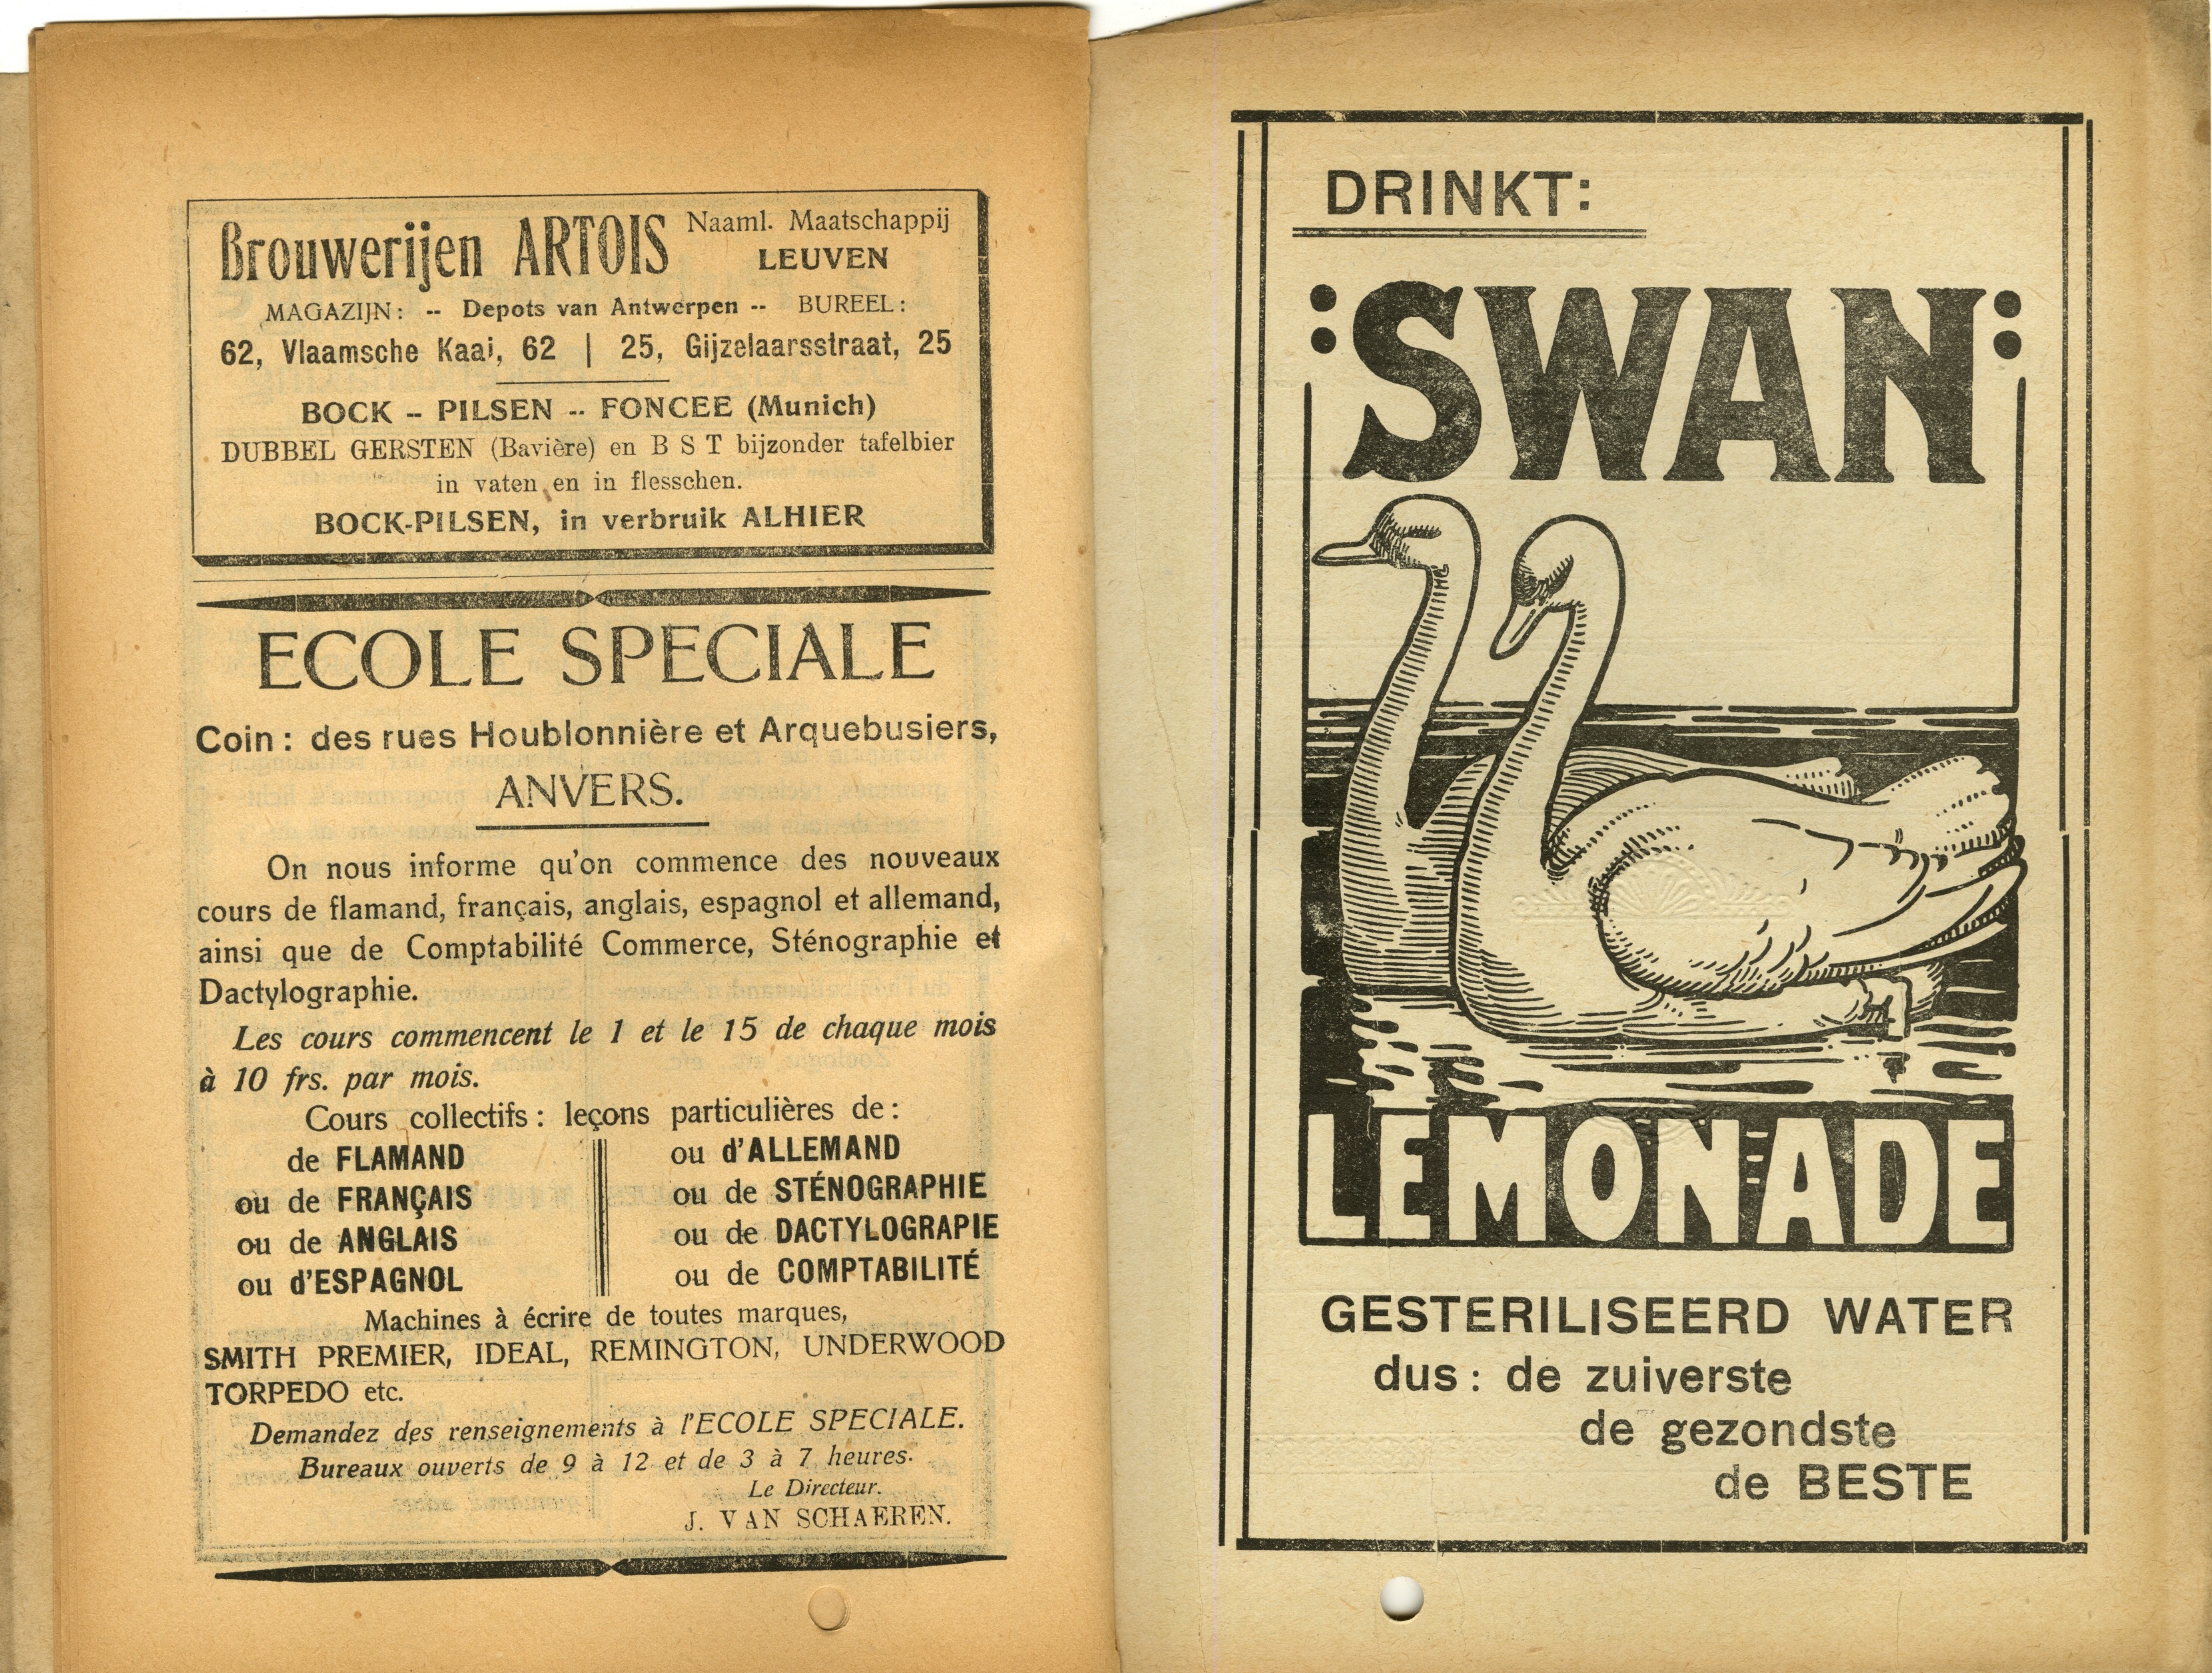 Brouwerijen ARTOIS Naaml. Maatschappij
LEUVEN
MAGAZIJN: -- Depots van Antwerpen -- BUREEL:
62, Vlaamsche Kaai, 62 | 25, Gijzelaarsstraat, 25
BOCK -- PILSEN -- FONCEE (Munich)
DUBBEL GERSTEN (Bavière) en B S T bijzonder tafelbier
in vaten en in flesschen.
BOCK-PILSEN, in verbruik ALHIER
ECOLE SPECIALE
Coin: des rues Houblonnière et Arquebusiers,
ANVERS.
On nous informe qu'on commence des nouveaux
cours de flamand, français, anglais, espagnol et allemand,
ainsi que de Comptabilité Commerce, Sténographie et
Dactylographie.
Les cours commencent le 1 et le 15 de chaque mois
à 10 frs. par mois.
Cours collectifs: leçons particulières de:
de FLAMAND
ou de FRANÇAIS
ou de ANGLAIS
ou d'ESPAGNOL
ou d'ALLEMAND
ou de STÉNOGRAPHIE
ou de DACTYLOGRAPIE
ou de COMPTABILITÉ
Machines à écrire de toutes marques,
SMITH PREMIER, IDEAL, REMINGTON, UNDERWOOD
TORPEDO etc.
Demandez des renseignements à l'ECOLE SPECIALE.
Bureaux ouverts de 9 à 12 et de 3 à 7 heures.
Le Directeur.
J. VAN SCHAEREN.
DRINKT:
:SWAN:
LEMONADE
GESTERILISEERD WATER
dus: de zuiverste
de gezondste
de BESTE